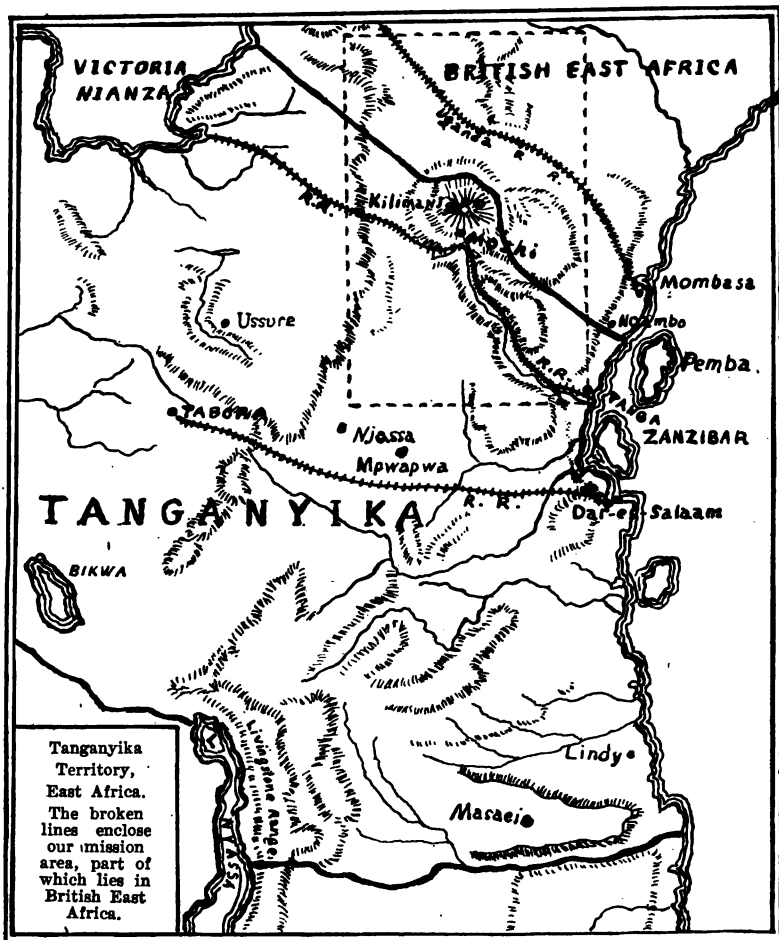 VICTORIA
NIANZA
BRITISH EAST AFRICA
Uganda R R.
R.R.
Kilimanj
Moshi
Mombasa
Ussure
R.R.
Pemba.
TABORA
ZANZIBAR
Njassa
Mpwapwa
TANGANYIKA
R. R.
Dar-es-Salaam
BIKWA
Livingstone Range
Lindy
Masaei
NYASSA
Tanganyika
Territory,
East Africa.
The broken
lines enclose
our mission
area, part of
which lies in
British East
Africa.